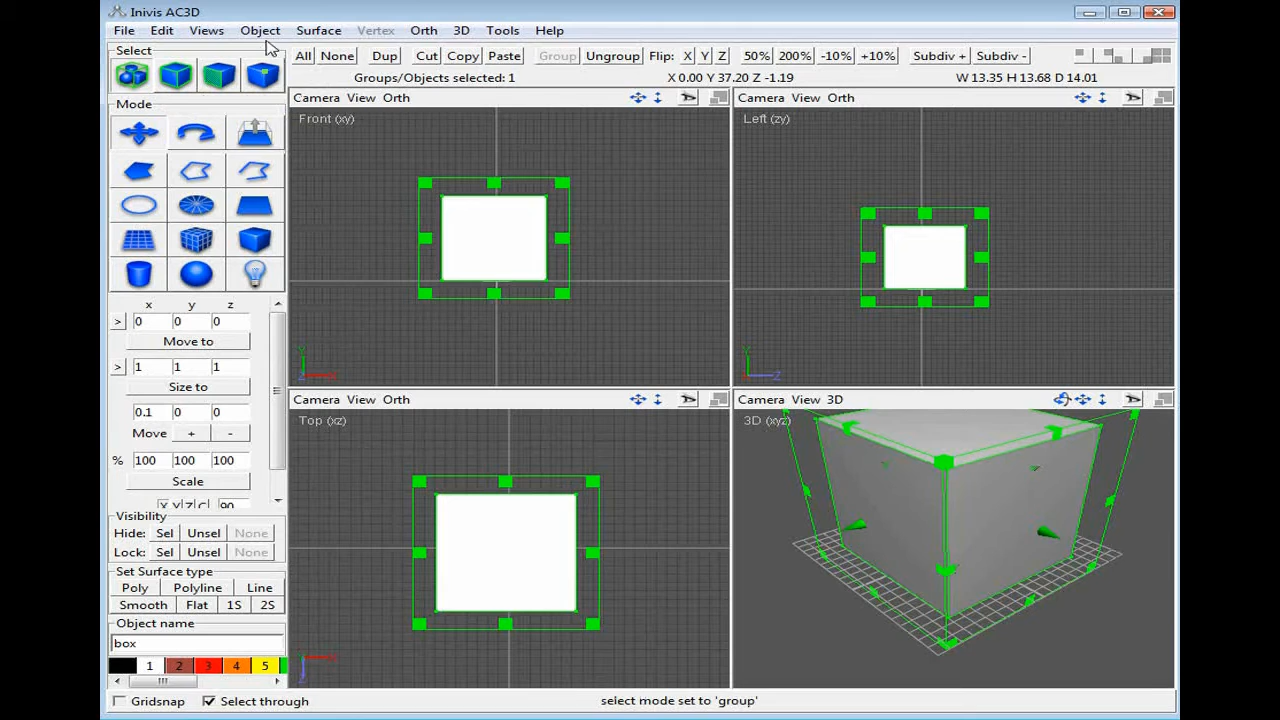 Inivis AC3D
File Edit Views Object Surface Vertex Orth 3D Tools Help
Select
All None Dup Cut Copy Paste Group Ungroup Flip: X Y Z 50% 200% -10% +10% Subdiv + Subdiv -
Groups/Objects selected: 1 X 0.00 Y 37.20 Z -1.19 W 13.35 H 13.68 D 14.01
Camera View Orth
Front (xy)
Y
Z
Camera View Orth
Left (zy)
Y
Z
Mode
x y z
> 0 0 0
Move to
> 1 1 1
Size to
0.1 0 0
Move + -
% 100 100 100
Scale
X Y Z C 90
Camera View Orth
Top (xz)
Camera View 3D
3D (xyz)
Visibility
Hide: Sel Unsel None
Lock: Sel Unsel None
Set Surface type
Poly Polyline Line
Smooth Flat 1S 2S
Object name
box
1 2 3 4 5
Gridsnap Select through select mode set to 'group'